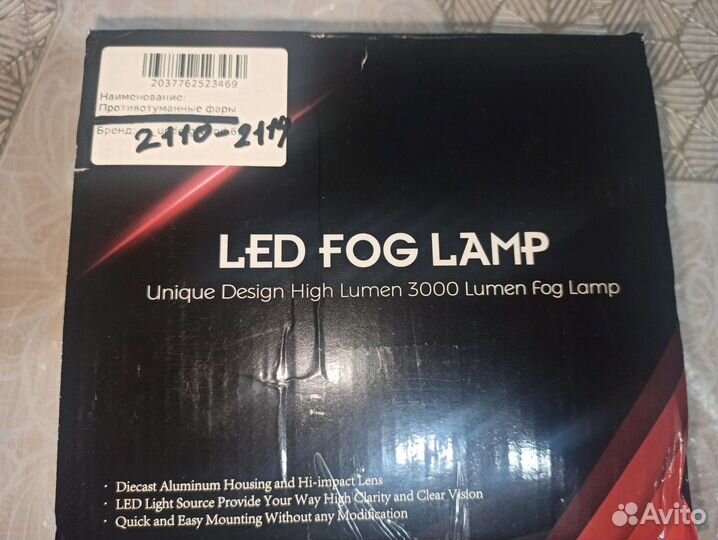 2037762523469
Наименование:
Противотуманные фары
Бренд:
2110-2114
LED FOG LAMP
Unique Design High Lumen 3000 Lumen Fog Lamp
· Diecast Aluminum Housing and Hi-impact Lens
· LED Light Source Provide Your Way High Clarity and Clear Vision
· Quick and Easy Mounting Without any Modification
Avito